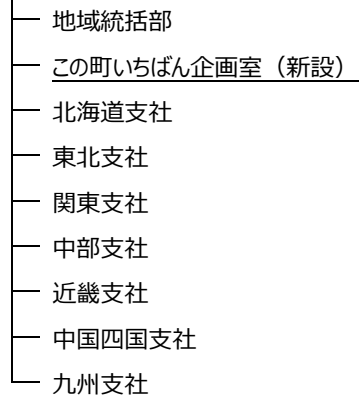 地域統括部
この町いちばん企画室（新設）
北海道支社
東北支社
関東支社
中部支社
近畿支社
中国四国支社
九州支社